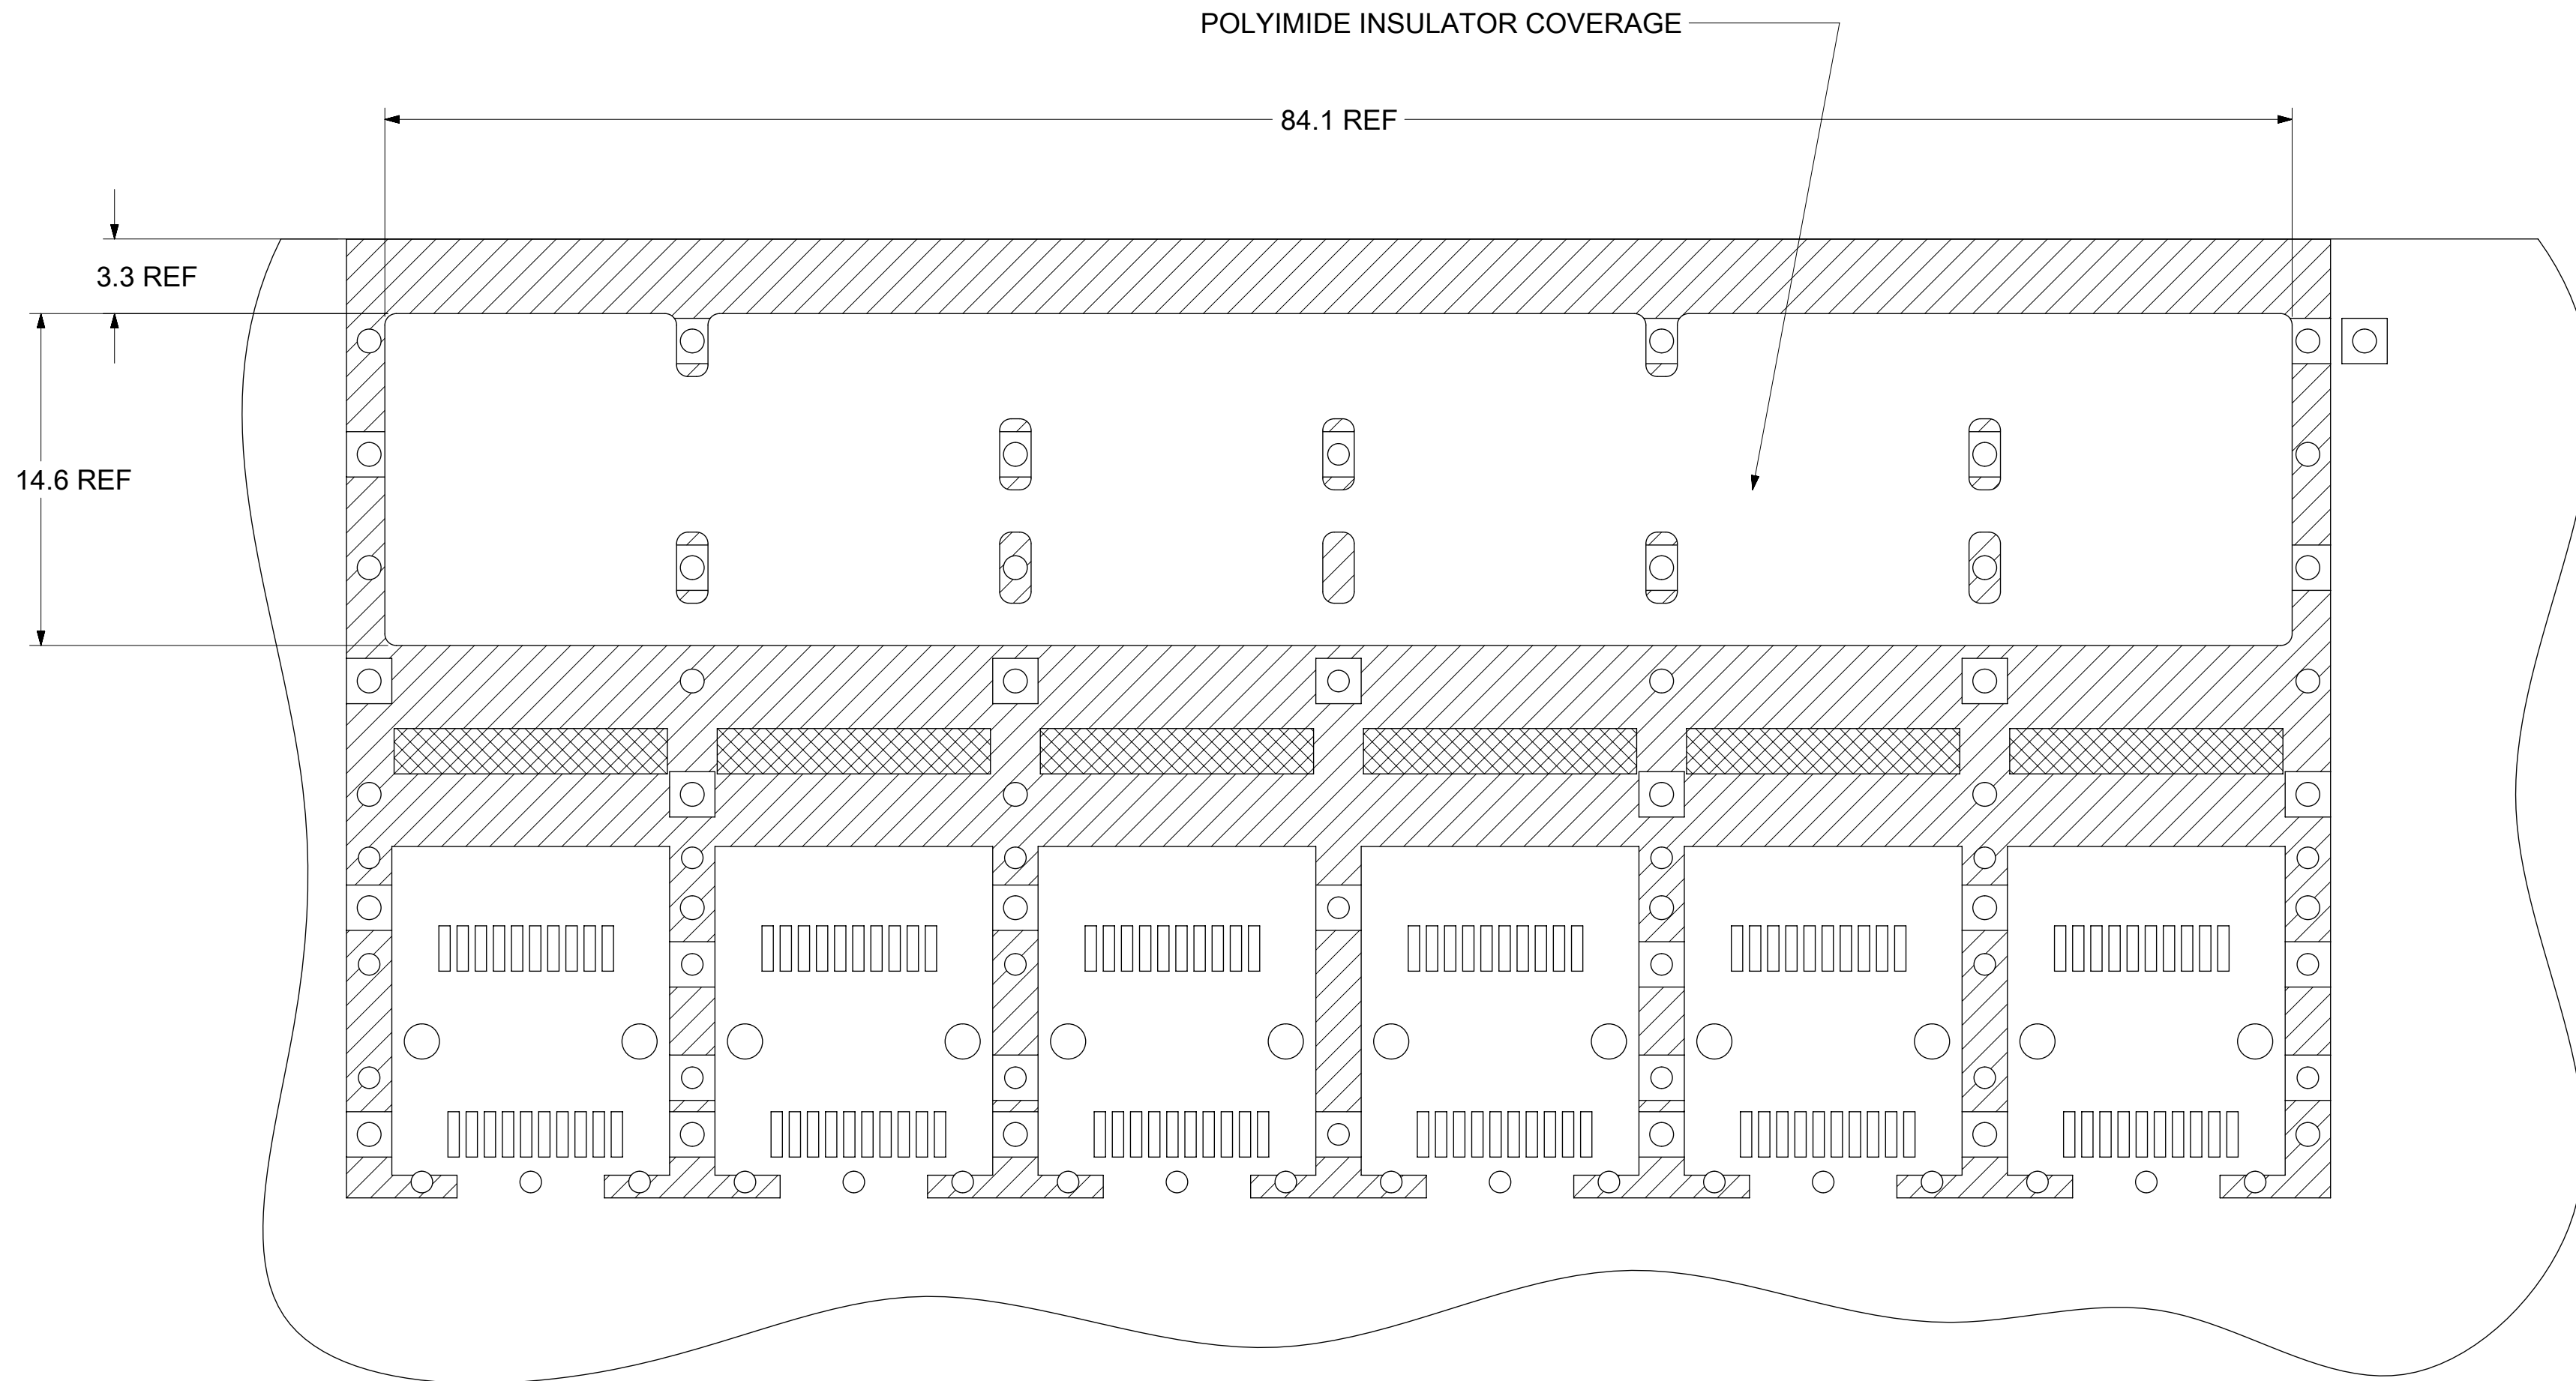 POLYIMIDE INSULATOR COVERAGE
84.1 REF
3.3 REF
14.6 REF